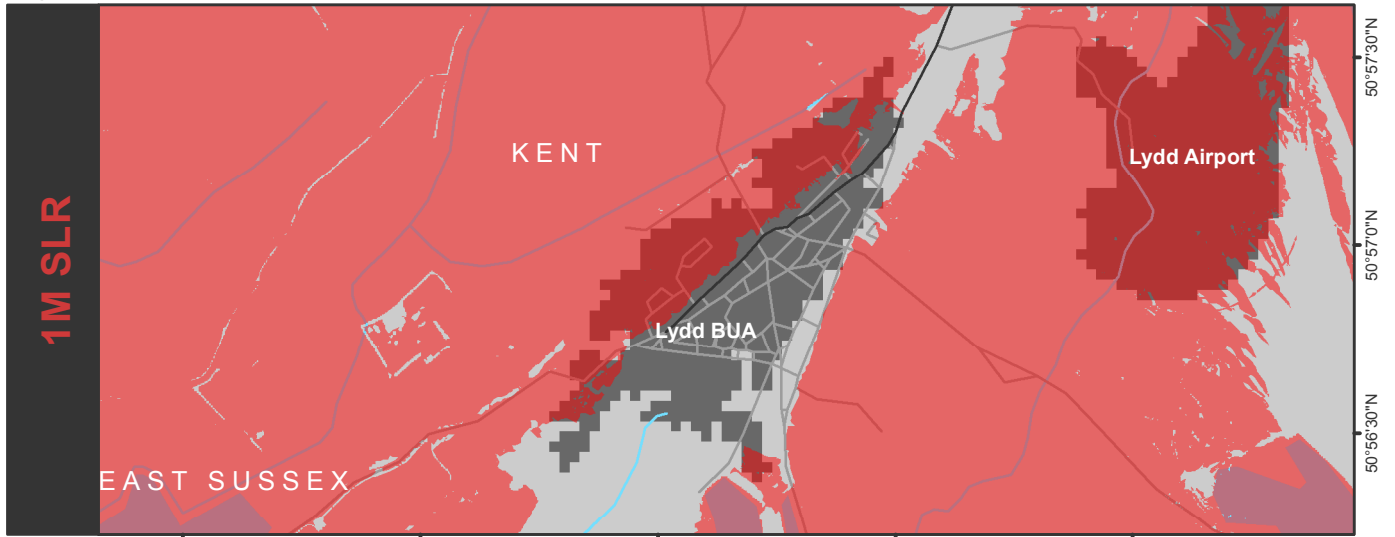 1M SLR
KENT
Lydd Airport
Lydd BUA
EAST SUSSEX
50°57'30"N
50°57'0"N
50°56'30"N